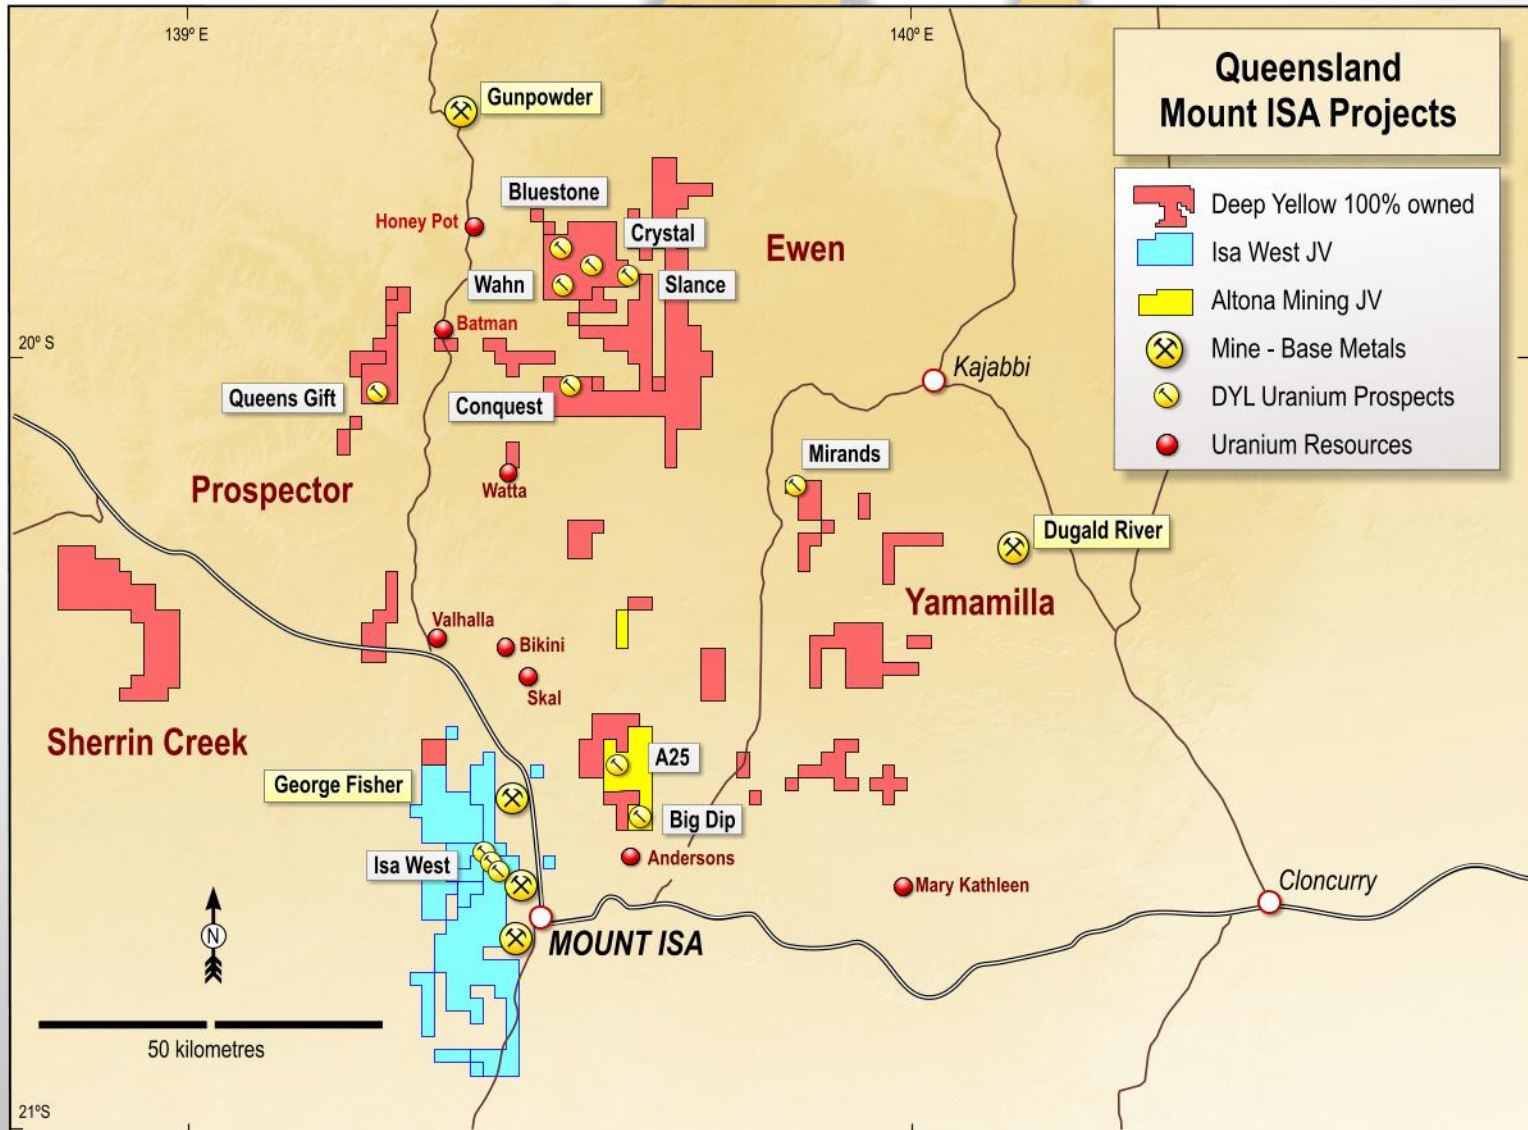 139° E
140° E
Queensland
Mount ISA Projects
Gunpowder
Deep Yellow 100% owned
Isa West JV
Altona Mining JV
Mine - Base Metals
DYL Uranium Prospects
Uranium Resources
Bluestone
Honey Pot
Crystal
Ewen
Wahn
Slance
Batman
20° S
Kajabbi
Queens Gift
Conquest
Mirands
Prospector
Watta
Dugald River
Yamamilla
Valhalla
Bikini
Skal
Sherrin Creek
A25
George Fisher
Big Dip
Isa West
Andersons
Mary Kathleen
Cloncurry
N
MOUNT ISA
50 kilometres
21°S